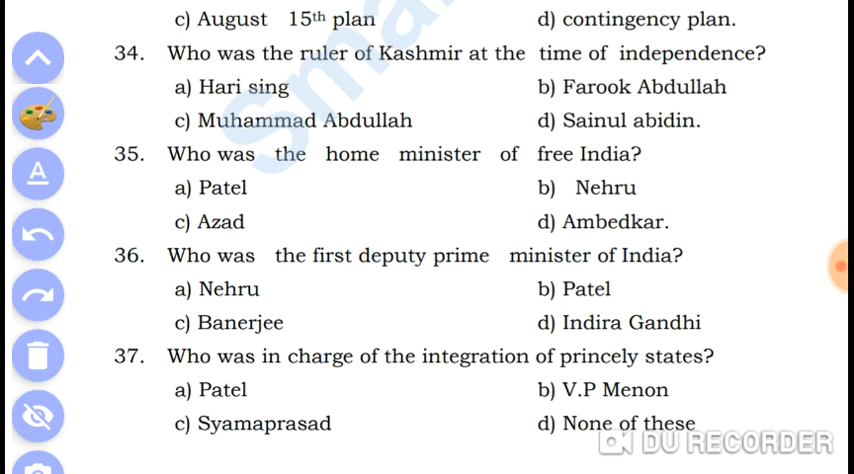 c) August 15th plan d) contingency plan.
34. Who was the ruler of Kashmir at the time of independence?
a) Hari sing b) Farook Abdullah
c) Muhammad Abdullah d) Sainul abidin.
35. Who was the home minister of free India?
a) Patel b) Nehru
c) Azad d) Ambedkar.
36. Who was the first deputy prime minister of India?
a) Nehru b) Patel
c) Banerjee d) Indira Gandhi
37. Who was in charge of the integration of princely states?
a) Patel b) V.P Menon
c) Syamaprasad d) None of these
DU RECORDER
A